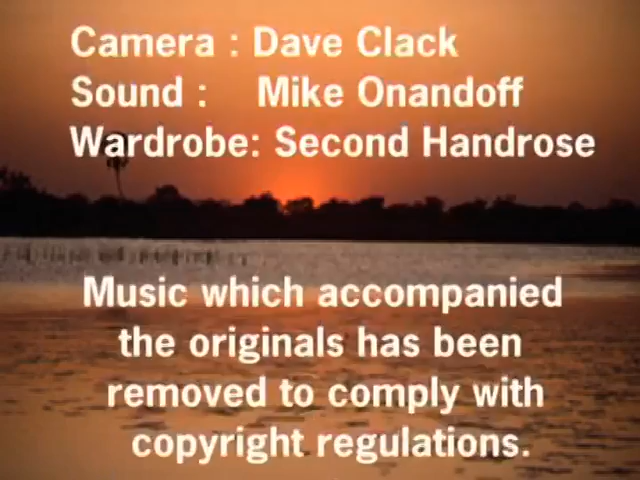 Camera : Dave Clack
Sound : Mike Onandoff
Wardrobe: Second Handrose
Music which accompanied
the originals has been
removed to comply with
copyright regulations.